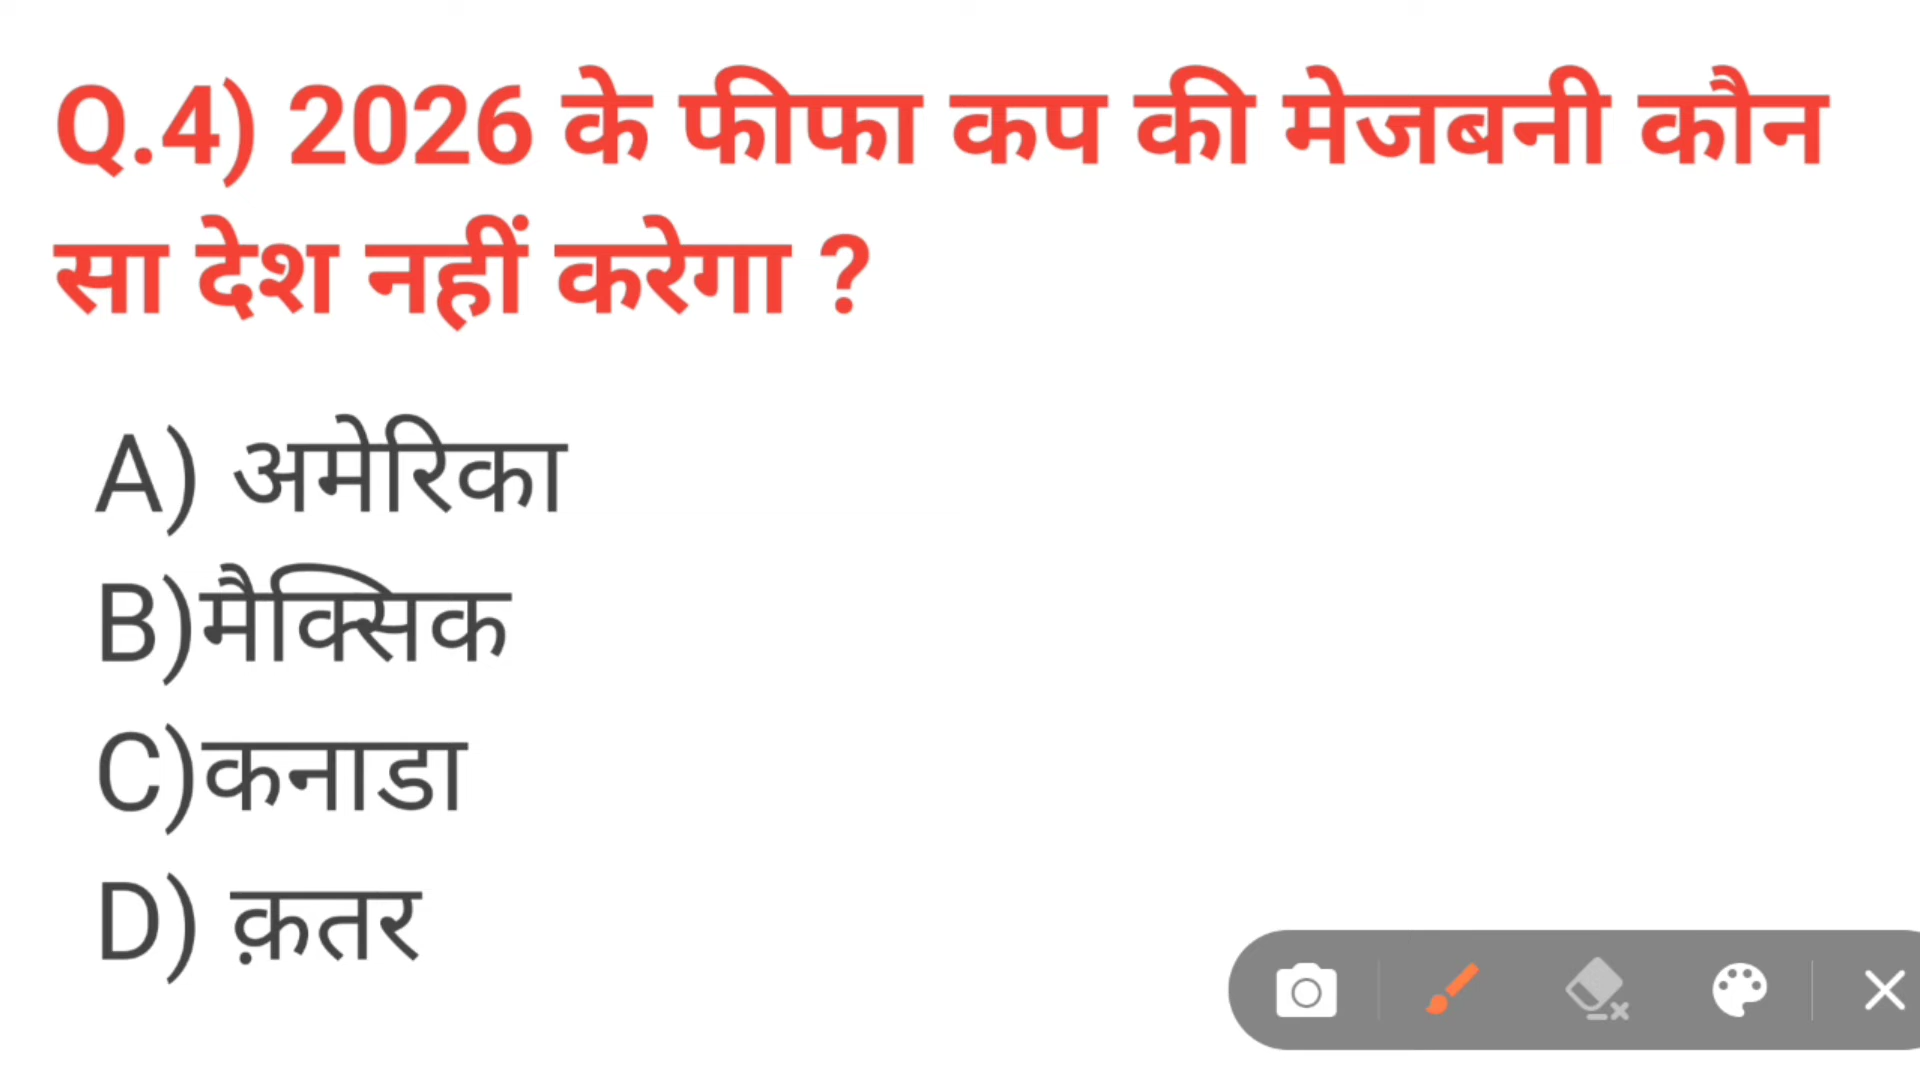 Q.4) 2026 के फीफा कप की मेजबनी कौन
सा देश नहीं करेगा ?
A) अमेरिका
B)मैक्सिक
C)कनाडा
D) क़तर